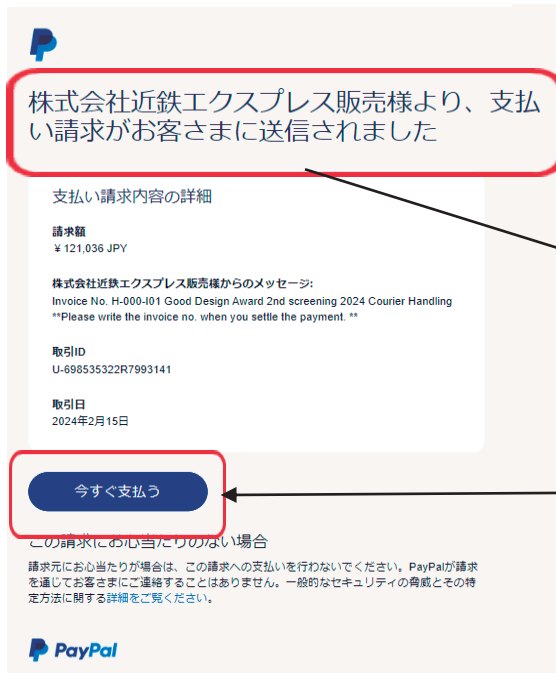 株式会社近鉄エクスプレス販売様より、支払
い請求がお客さまに送信されました
支払い請求内容の詳細
請求額
¥ 121,036 JPY
株式会社近鉄エクスプレス販売様からのメッセージ:
Invoice No. H-000-I01 Good Design Award 2nd screening 2024 Courier Handling
**Please write the invoice no. when you settle the payment. **
取引ID
U-698535322R7993141
取引日
2024年2月15日
今すぐ支払う
この請求にお心当たりのない場合
請求元にお心当たりが場合は、この請求への支払いを行わないでください。PayPalが請求
を通じてお客さまにご連絡することはありません。一般的なセキュリティの脅威とその特
定方法に関する詳細をご覧ください。
PayPal